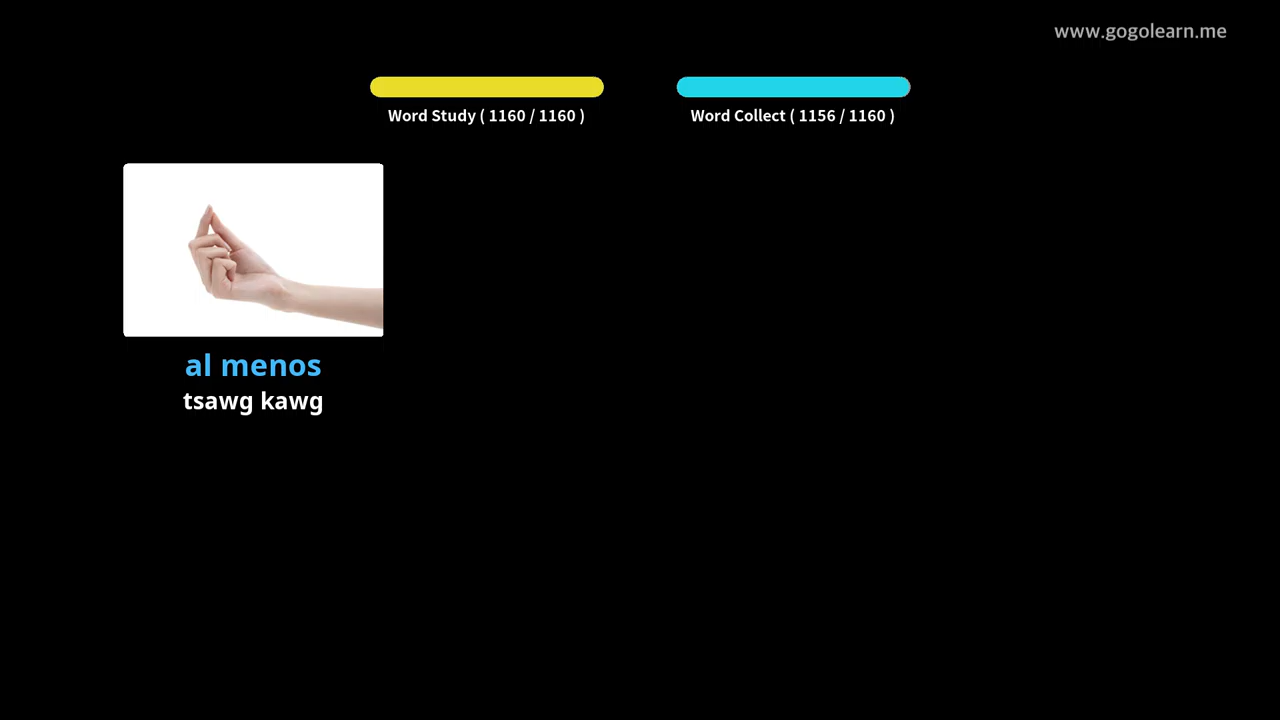 www.gogolearn.me
Word Study ( 1160 / 1160 )
Word Collect ( 1156 / 1160 )
al menos
tsawg kawg